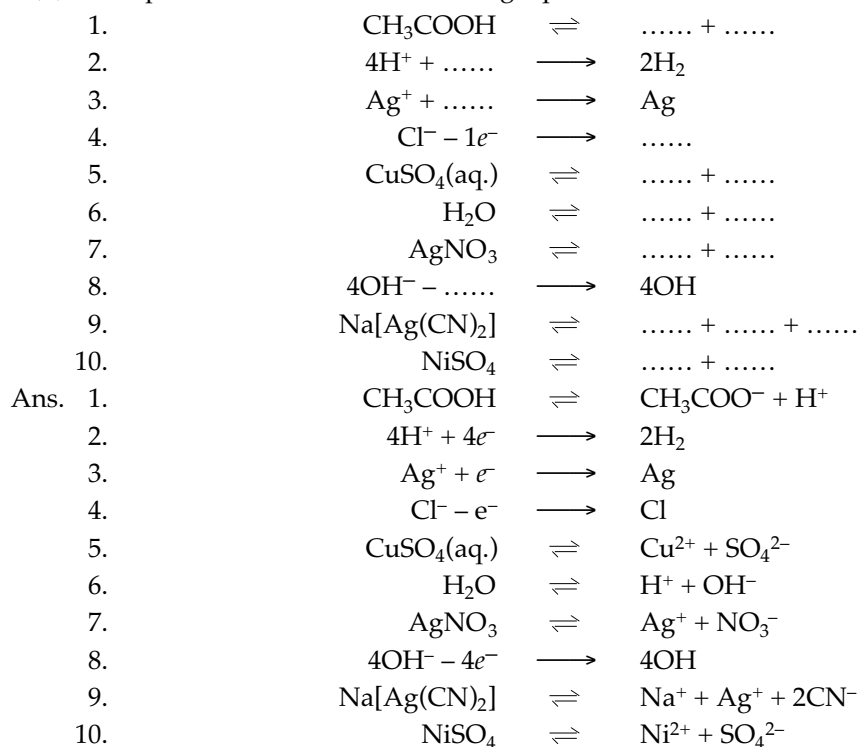 1. CH₃COOH ⇌ …… + ……
2. 4H⁺ + …… ⟶ 2H₂
3. Ag⁺ + …… ⟶ Ag
4. Cl⁻ – 1e⁻ ⟶ ……
5. CuSO₄(aq.) ⇌ …… + ……
6. H₂O ⇌ …… + ……
7. AgNO₃ ⇌ …… + ……
8. 4OH⁻ – …… ⟶ 4OH
9. Na[Ag(CN)₂] ⇌ …… + …… + ……
10. NiSO₄ ⇌ …… + ……
Ans. 1. CH₃COOH ⇌ CH₃COO⁻ + H⁺
2. 4H⁺ + 4e⁻ ⟶ 2H₂
3. Ag⁺ + e⁻ ⟶ Ag
4. Cl⁻ – e⁻ ⟶ Cl
5. CuSO₄(aq.) ⇌ Cu²⁺ + SO₄²⁻
6. H₂O ⇌ H⁺ + OH⁻
7. AgNO₃ ⇌ Ag⁺ + NO₃⁻
8. 4OH⁻ – 4e⁻ ⟶ 4OH
9. Na[Ag(CN)₂] ⇌ Na⁺ + Ag⁺ + 2CN⁻
10. NiSO₄ ⇌ Ni²⁺ + SO₄²⁻